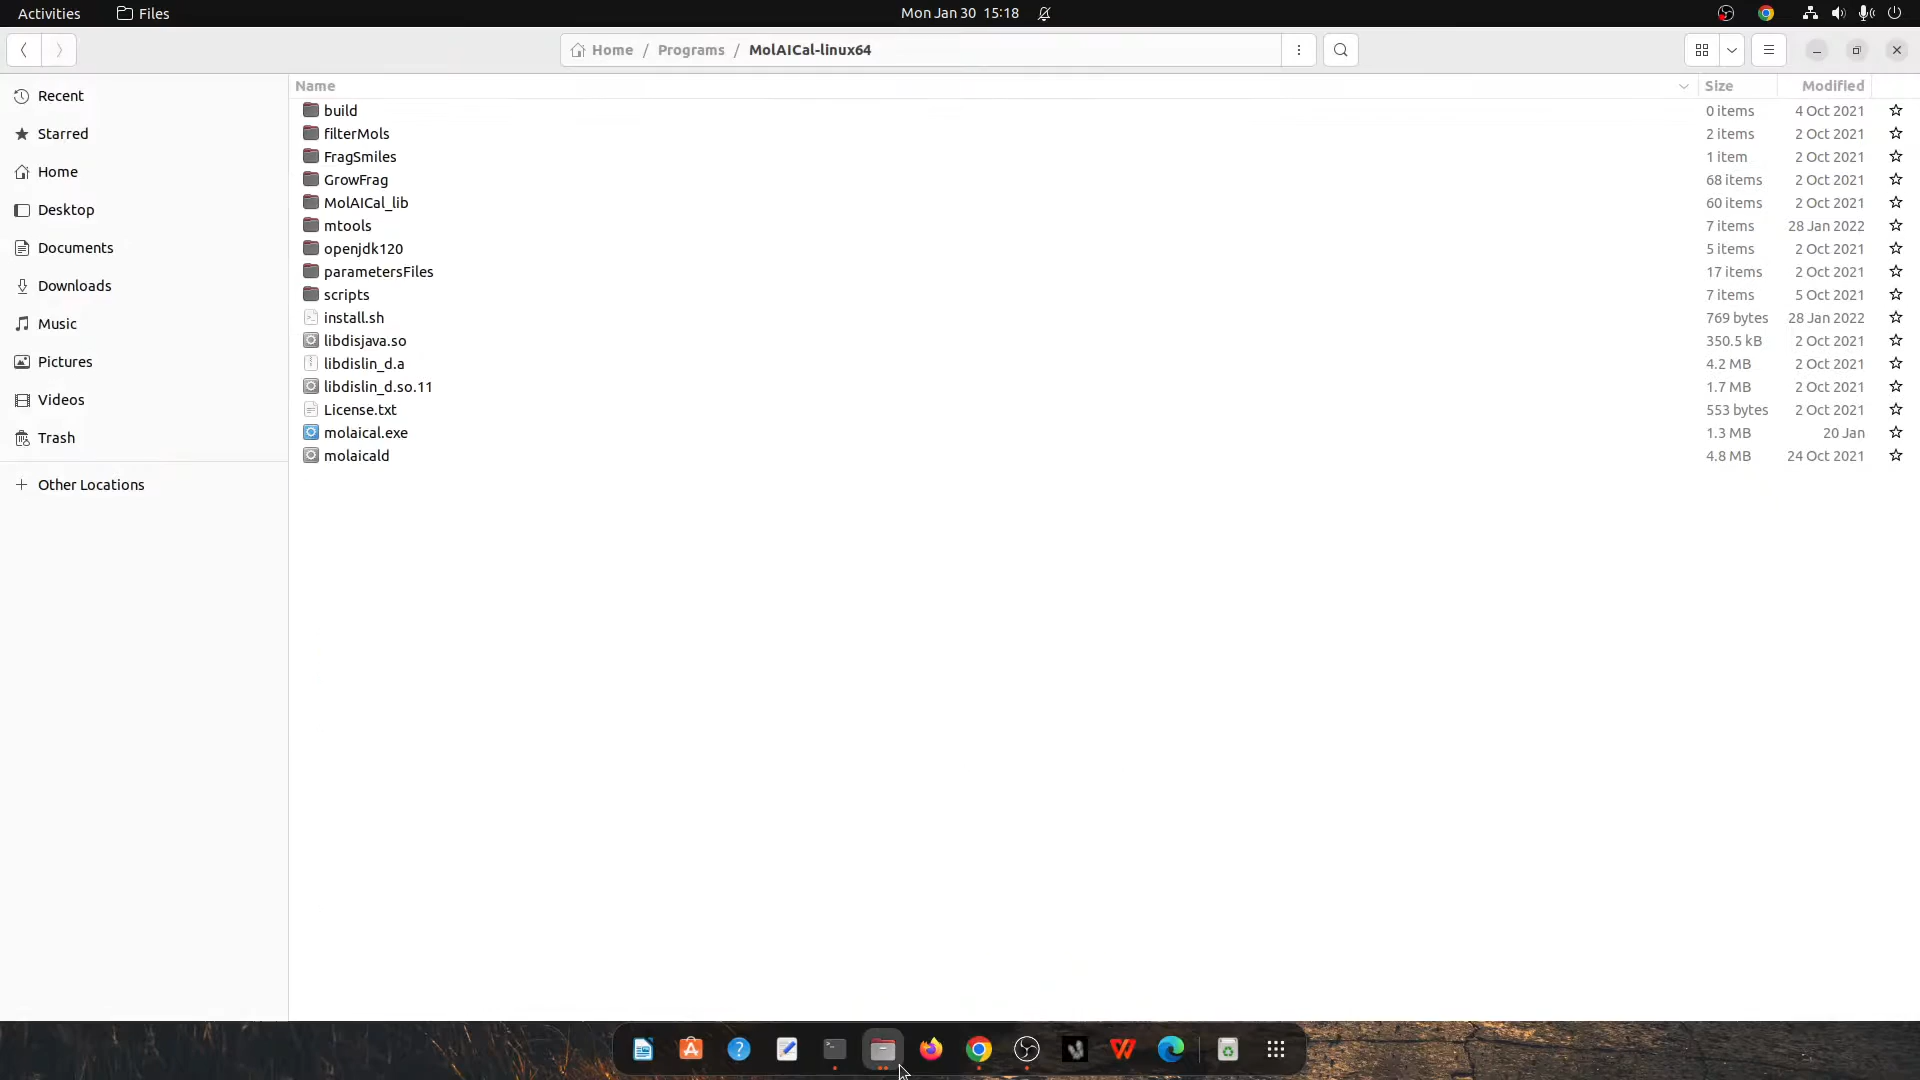 Activities Files Mon Jan 30 15:18
Home / Programs / MolAICal-linux64
Name Size Modified
Recent
Starred
Home
Desktop
Documents
Downloads
Music
Pictures
Videos
Trash
Other Locations
build 0 items 4 Oct 2021
filterMols 2 items 2 Oct 2021
FragSmiles 1 item 2 Oct 2021
GrowFrag 68 items 2 Oct 2021
MolAICal_lib 60 items 2 Oct 2021
mtools 7 items 28 Jan 2022
openjdk120 5 items 2 Oct 2021
parametersFiles 17 items 2 Oct 2021
scripts 7 items 5 Oct 2021
install.sh 769 bytes 28 Jan 2022
libdisjava.so 350.5 kB 2 Oct 2021
libdislin_d.a 4.2 MB 2 Oct 2021
libdislin_d.so.11 1.7 MB 2 Oct 2021
License.txt 553 bytes 2 Oct 2021
molaical.exe 1.3 MB 20 Jan
molaicald 4.8 MB 24 Oct 2021